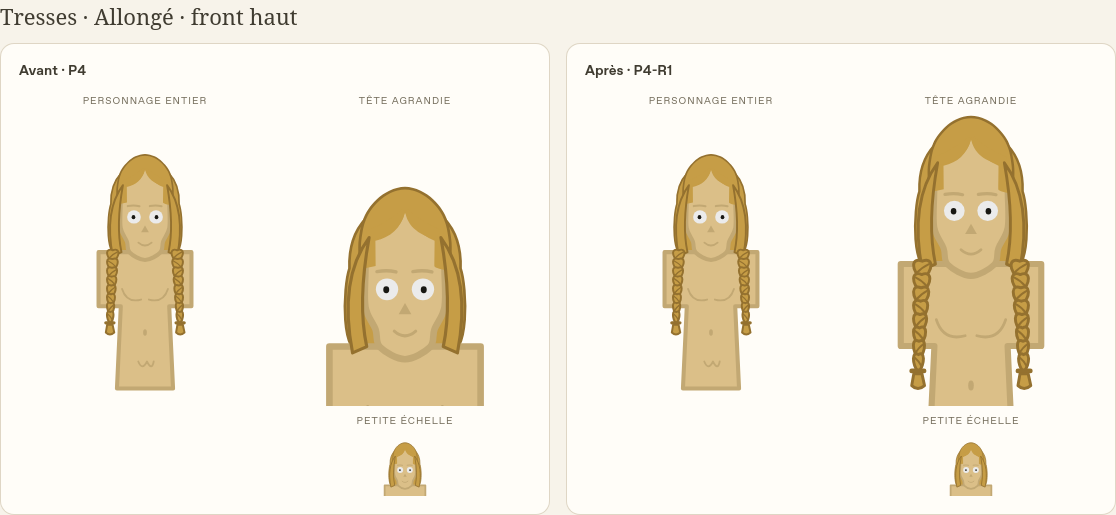 Tresses · Allongé · front haut
Avant · P4
PERSONNAGE ENTIER
TÊTE AGRANDIE
PETITE ÉCHELLE
Après · P4-R1
PERSONNAGE ENTIER
TÊTE AGRANDIE
PETITE ÉCHELLE